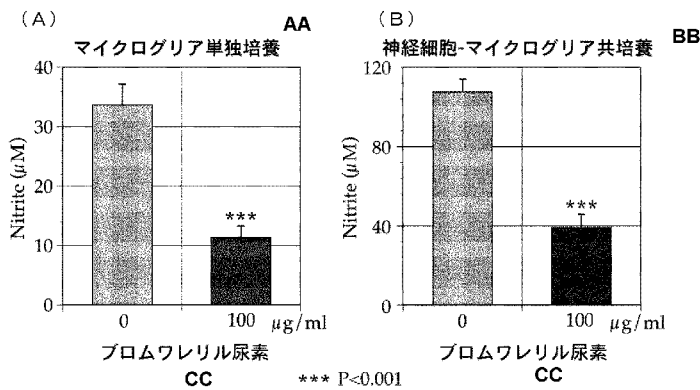 (A) AA
マイクログリア単独培養
Nitrite (μM)
40
30
20
10
0
***
0 100 μg/ml
ブロムワレリル尿素
CC
(B)
神経細胞-マイクログリア共培養 BB
Nitrite (μM)
120
80
40
0
***
0 100 μg/ml
ブロムワレリル尿素
CC
*** P<0.001